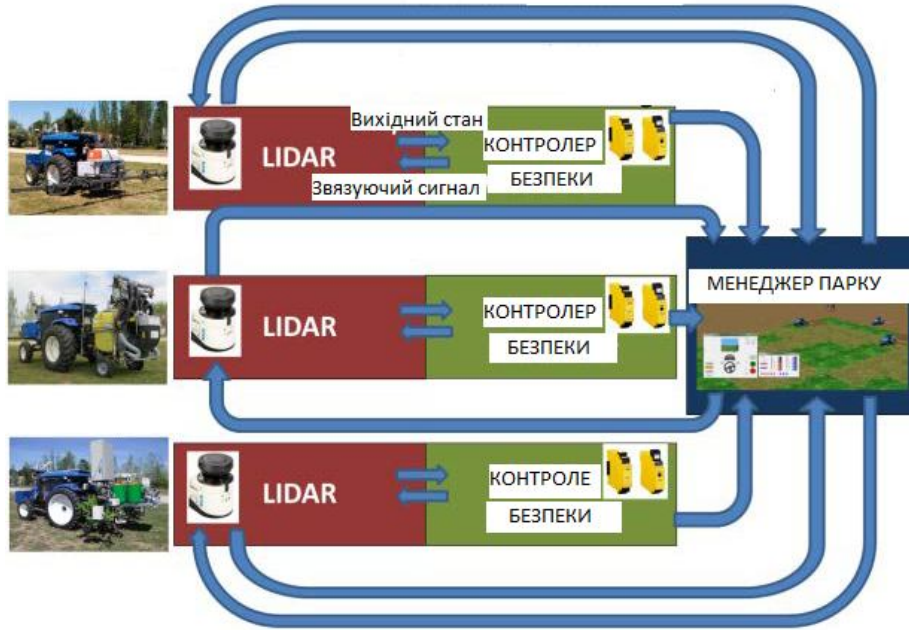 Вихідний стан
LIDAR
КОНТРОЛЕР
БЕЗПЕКИ
Звязуючий сигнал
МЕНЕДЖЕР ПАРКУ
LIDAR
КОНТРОЛЕР
БЕЗПЕКИ
LIDAR
КОНТРОЛЕ
БЕЗПЕКИ